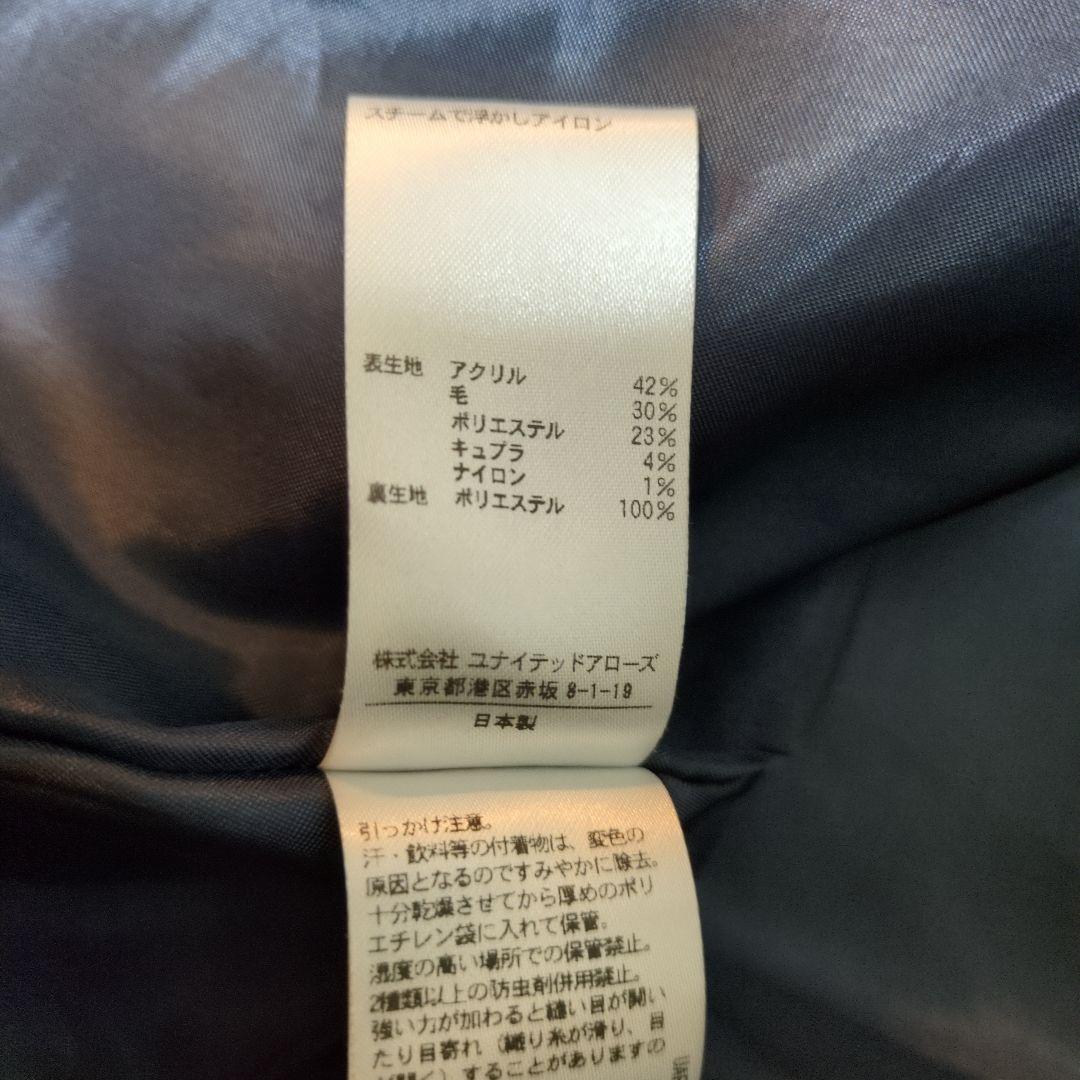 スチームで浮かしアイロン
表生地 アクリル 42%
毛 30%
ポリエステル 23%
キュプラ 4%
ナイロン 1%
裏生地 ポリエステル 100%
株式会社 ユナイテッドアローズ
東京都港区赤坂 8-1-19
日本製
引っかけ注意。
汗・飲料等の付着物は、変色の
原因となるのですみやかに除去。
十分乾燥させてから厚めのポリ
エチレン袋に入れて保管。
湿度の高い場所での保管禁止。
2種類以上の防虫剤併用禁止。
強い力が加わると縫い目が開い
たり目寄れ(織り糸が滑り、目
が開く)することがありますの